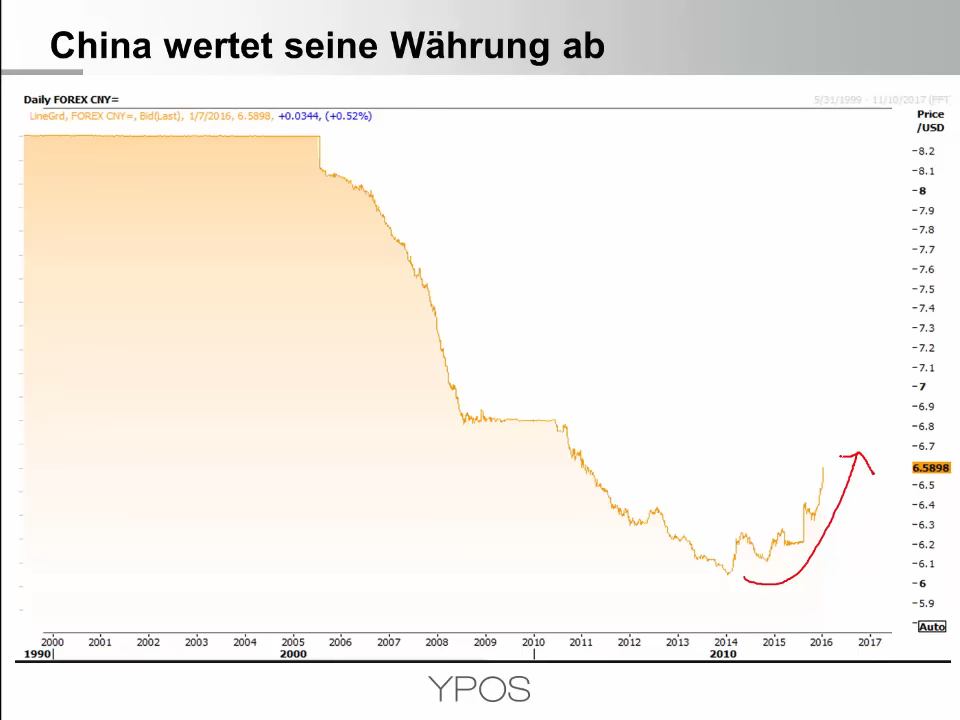 China wertet seine Währung ab
Daily FOREX CNY=
5/31/1999 - 11/10/2017 (PPT)
LineGrd, FOREX CNY=, Bid(Last), 1/7/2016, 6.5898, +0.0344, (+0.52%)
Price
/USD
8.2
8.1
8
7.9
7.8
7.7
7.6
7.5
7.4
7.3
7.2
7.1
7
6.9
6.8
6.7
6.5898
6.5
6.4
6.3
6.2
6.1
6
5.9
Auto
2000 2001 2002 2003 2004 2005 2006 2007 2008 2009 2010 2011 2012 2013 2014 2015 2016 2017
1990 2000 2010
YPOS